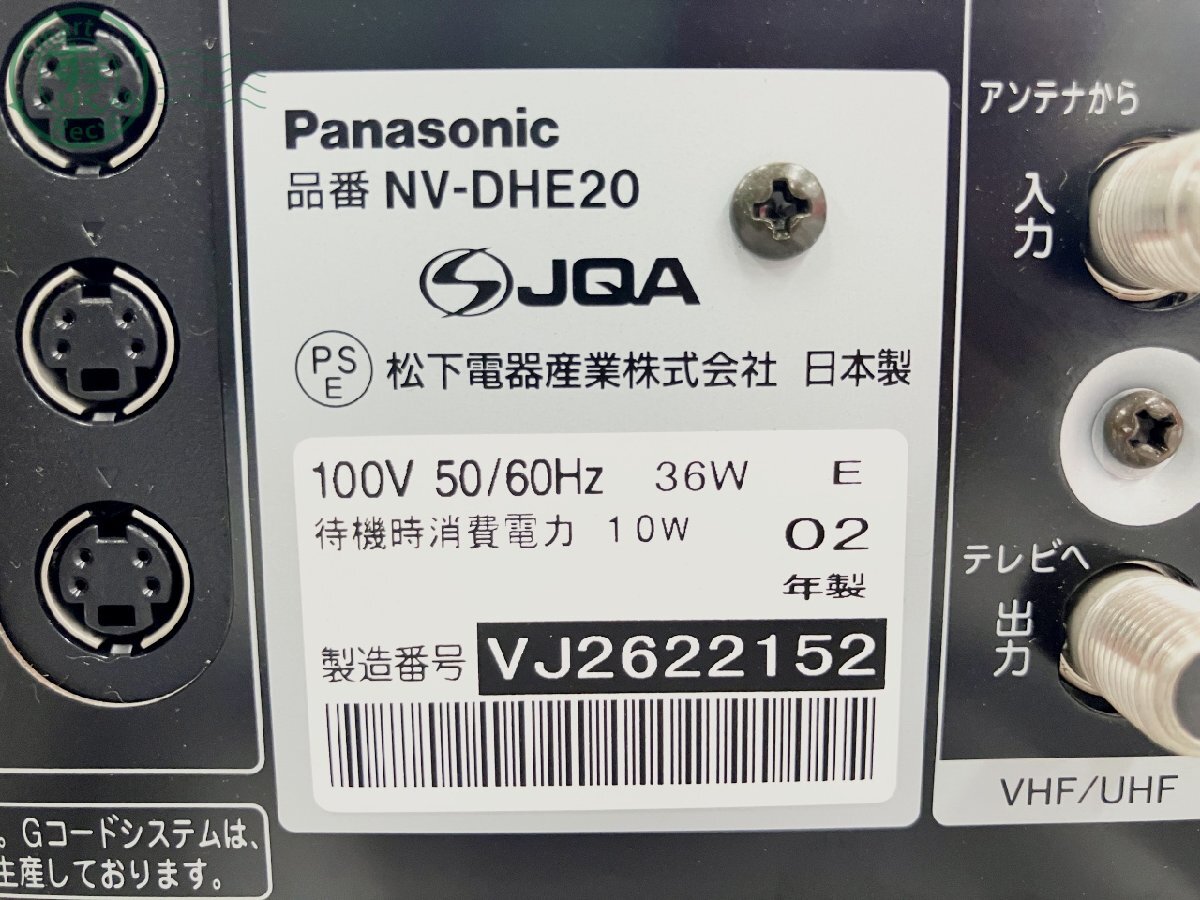 Panasonic
品番 NV-DHE20
JQA
PS
E
松下電器産業株式会社 日本製
100V 50/60Hz 36W E
待機時消費電力 10W 02
年製
製造番号 VJ2622152
アンテナから
入力
テレビへ
出力
VHF/UHF
。Gコードシステムは、
生産しております。